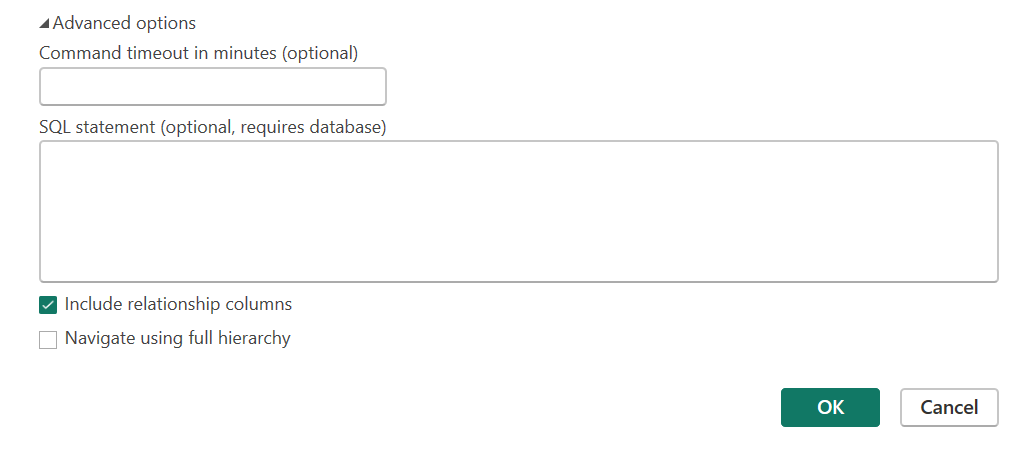 Advanced options
Command timeout in minutes (optional)
SQL statement (optional, requires database)
Include relationship columns
Navigate using full hierarchy
OK
Cancel